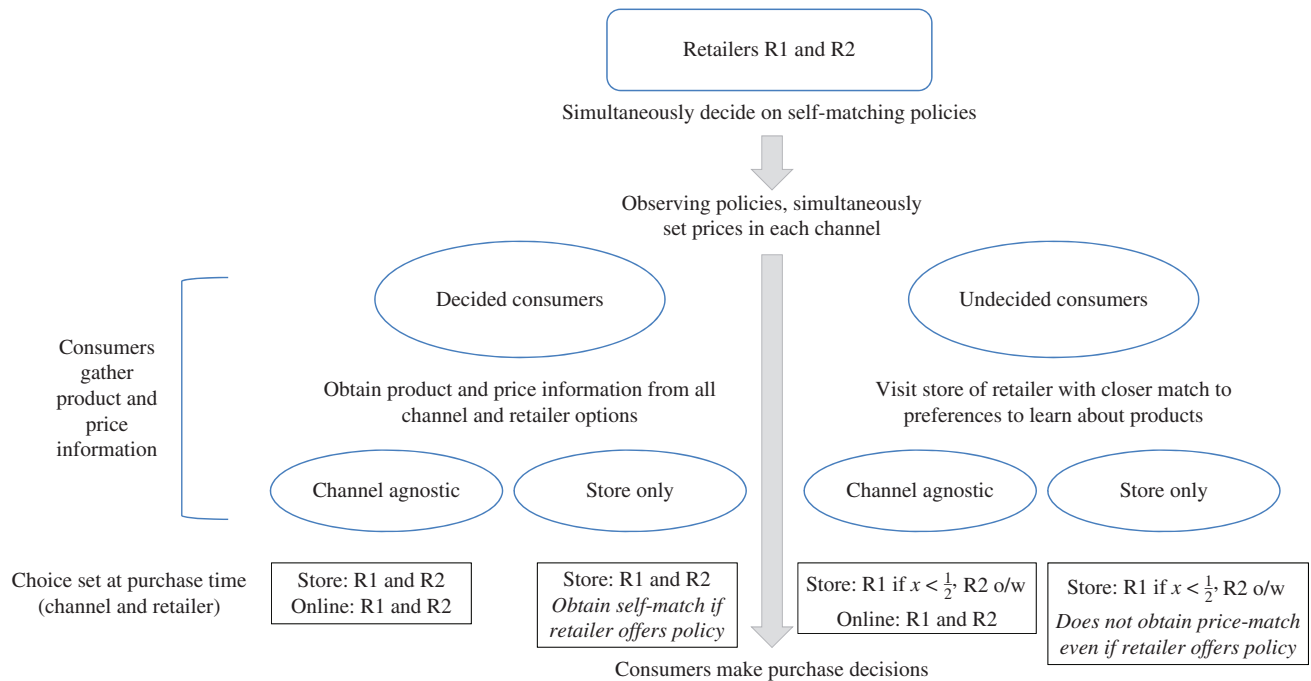 Retailers R1 and R2
Simultaneously decide on self-matching policies
Observing policies, simultaneously
set prices in each channel
Decided consumers
Undecided consumers
Consumers
gather
product and
price
information
Obtain product and price information from all
channel and retailer options
Visit store of retailer with closer match to
preferences to learn about products
Channel agnostic
Store only
Channel agnostic
Store only
Choice set at purchase time
(channel and retailer)
Store: R1 and R2
Online: R1 and R2
Store: R1 and R2
Obtain self-match if
retailer offers policy
Store: R1 if x < 1/2, R2 o/w
Online: R1 and R2
Store: R1 if x < 1/2, R2 o/w
Does not obtain price-match
even if retailer offers policy
Consumers make purchase decisions